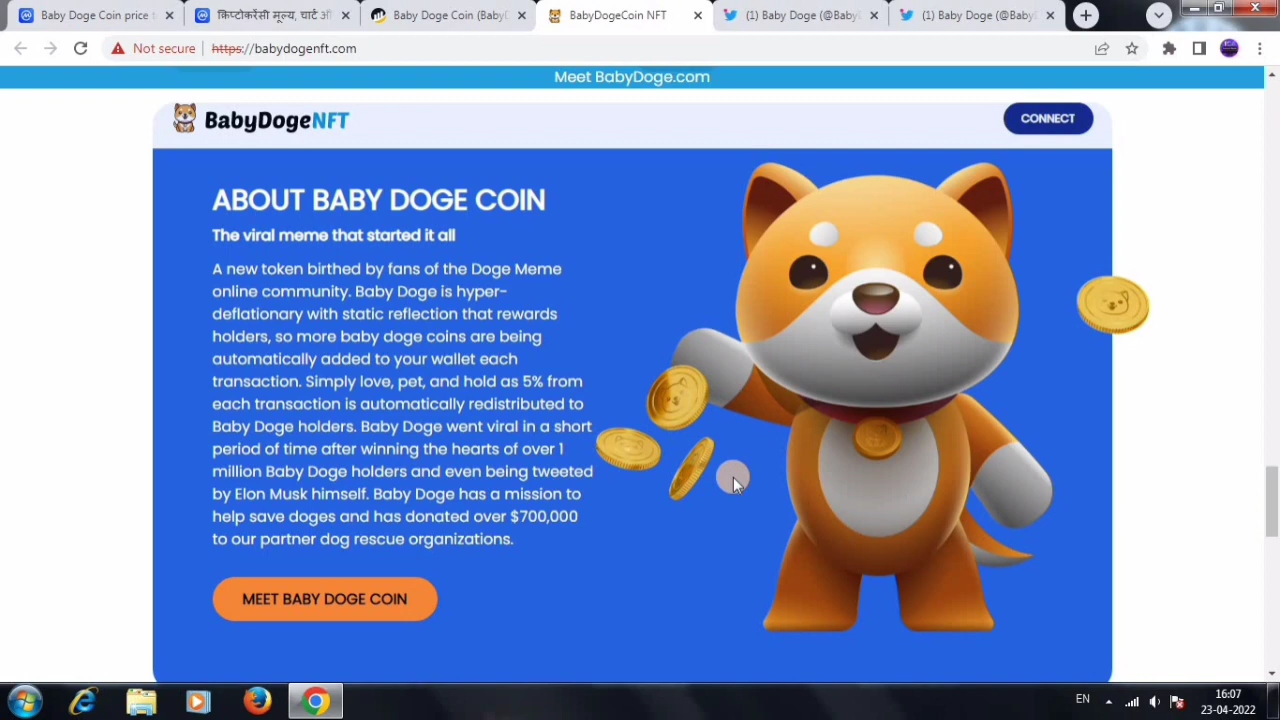 Baby Doge Coin price t
क्रिप्टोकरेंसी मूल्य, चार्ट औ
Baby Doge Coin (Baby
BabyDogeCoin NFT
(1) Baby Doge (@Baby
(1) Baby Doge (@Baby
Not secure
https://babydogenft.com
Meet BabyDoge.com
BabyDogeNFT
CONNECT
ABOUT BABY DOGE COIN
The viral meme that started it all
A new token birthed by fans of the Doge Meme
online community. Baby Doge is hyper-
deflationary with static reflection that rewards
holders, so more baby doge coins are being
automatically added to your wallet each
transaction. Simply love, pet, and hold as 5% from
each transaction is automatically redistributed to
Baby Doge holders. Baby Doge went viral in a short
period of time after winning the hearts of over 1
million Baby Doge holders and even being tweeted
by Elon Musk himself. Baby Doge has a mission to
help save doges and has donated over $700,000
to our partner dog rescue organizations.
MEET BABY DOGE COIN
EN
16:07
23-04-2022